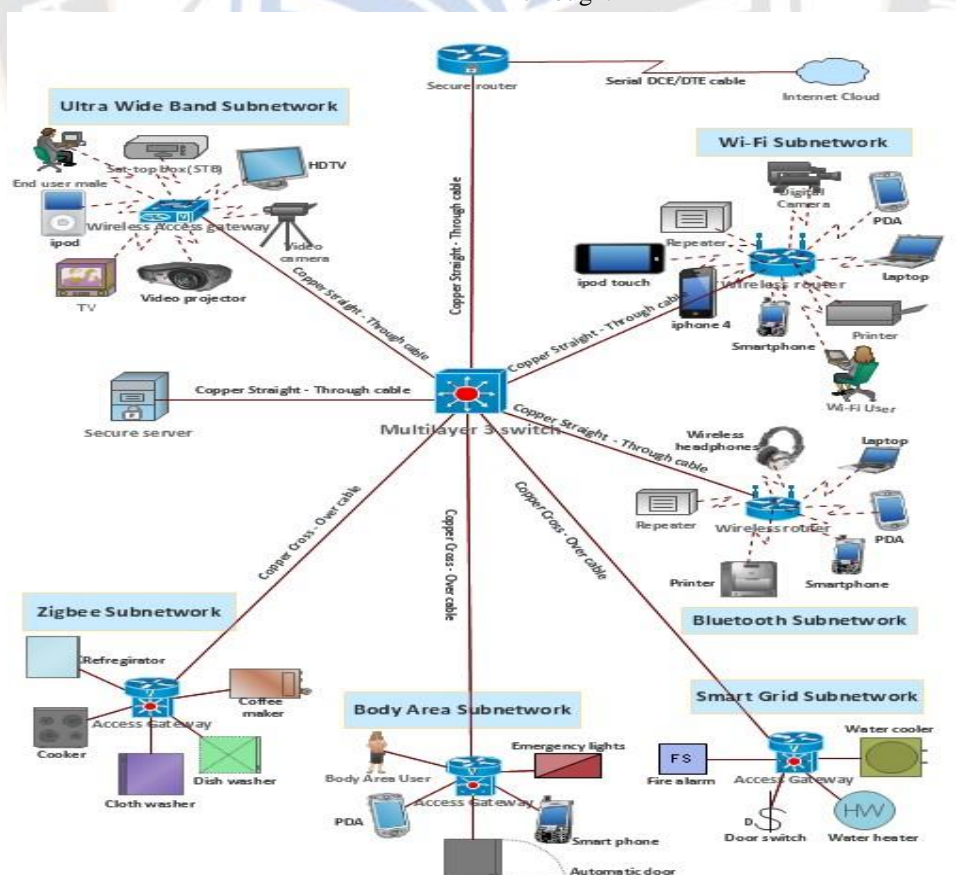 Secure router
Serial DCE/DTE cable
Internet Cloud
Ultra Wide Band Subnetwork
End user male
Set-top box(STB)
HDTV
ipod
Wireless Access gateway
Video camera
TV
Video projector
Copper Straight - Through cable
Copper Straight - Through cable
Wi-Fi Subnetwork
Digital
Camera
PDA
Repeater
ipod touch
Wireless router
Laptop
iphone 4
Smartphone
Printer
Wi-Fi User
Copper Straight - Through cable
Copper Straight - Through cable
Secure server
Multilayer 3 switch
Copper Straight - Through cable
Wireless
headphones
Laptop
Repeater
Wireless router
PDA
Printer
Smartphone
Bluetooth Subnetwork
Copper Cross - Over cable
Copper Cross - Over cable
Copper Cross - Over cable
Zigbee Subnetwork
Refregirator
Coffee
maker
Access Gateway
Cooker
Dish washer
Cloth washer
Body Area Subnetwork
Emergency lights
Body Area User
Access Gateway
PDA
Smart phone
Automatic door
Smart Grid Subnetwork
Water cooler
FS
Fire alarm
Access Gateway
D
S
Door switch
HW
Water heater